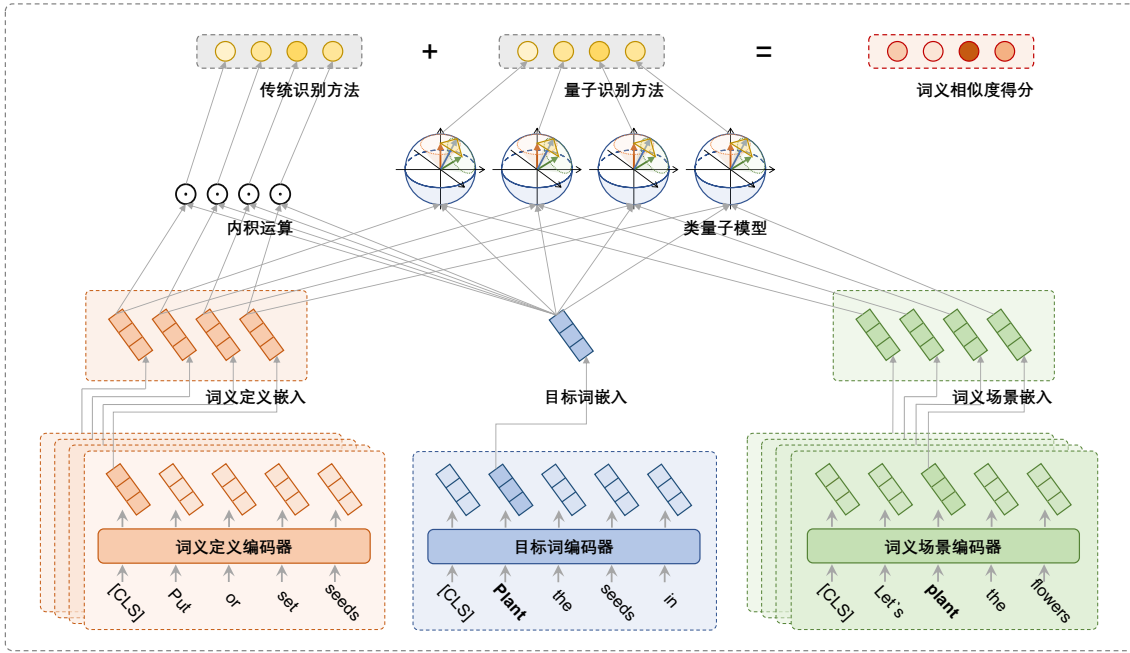 +
=
传统识别方法
量子识别方法
词义相似度得分
内积运算
类量子模型
词义定义嵌入
目标词嵌入
词义场景嵌入
词义定义编码器
目标词编码器
词义场景编码器
[CLS] Put or set seeds
[CLS] Plant the seeds in
[CLS] Let`s plant the flowers